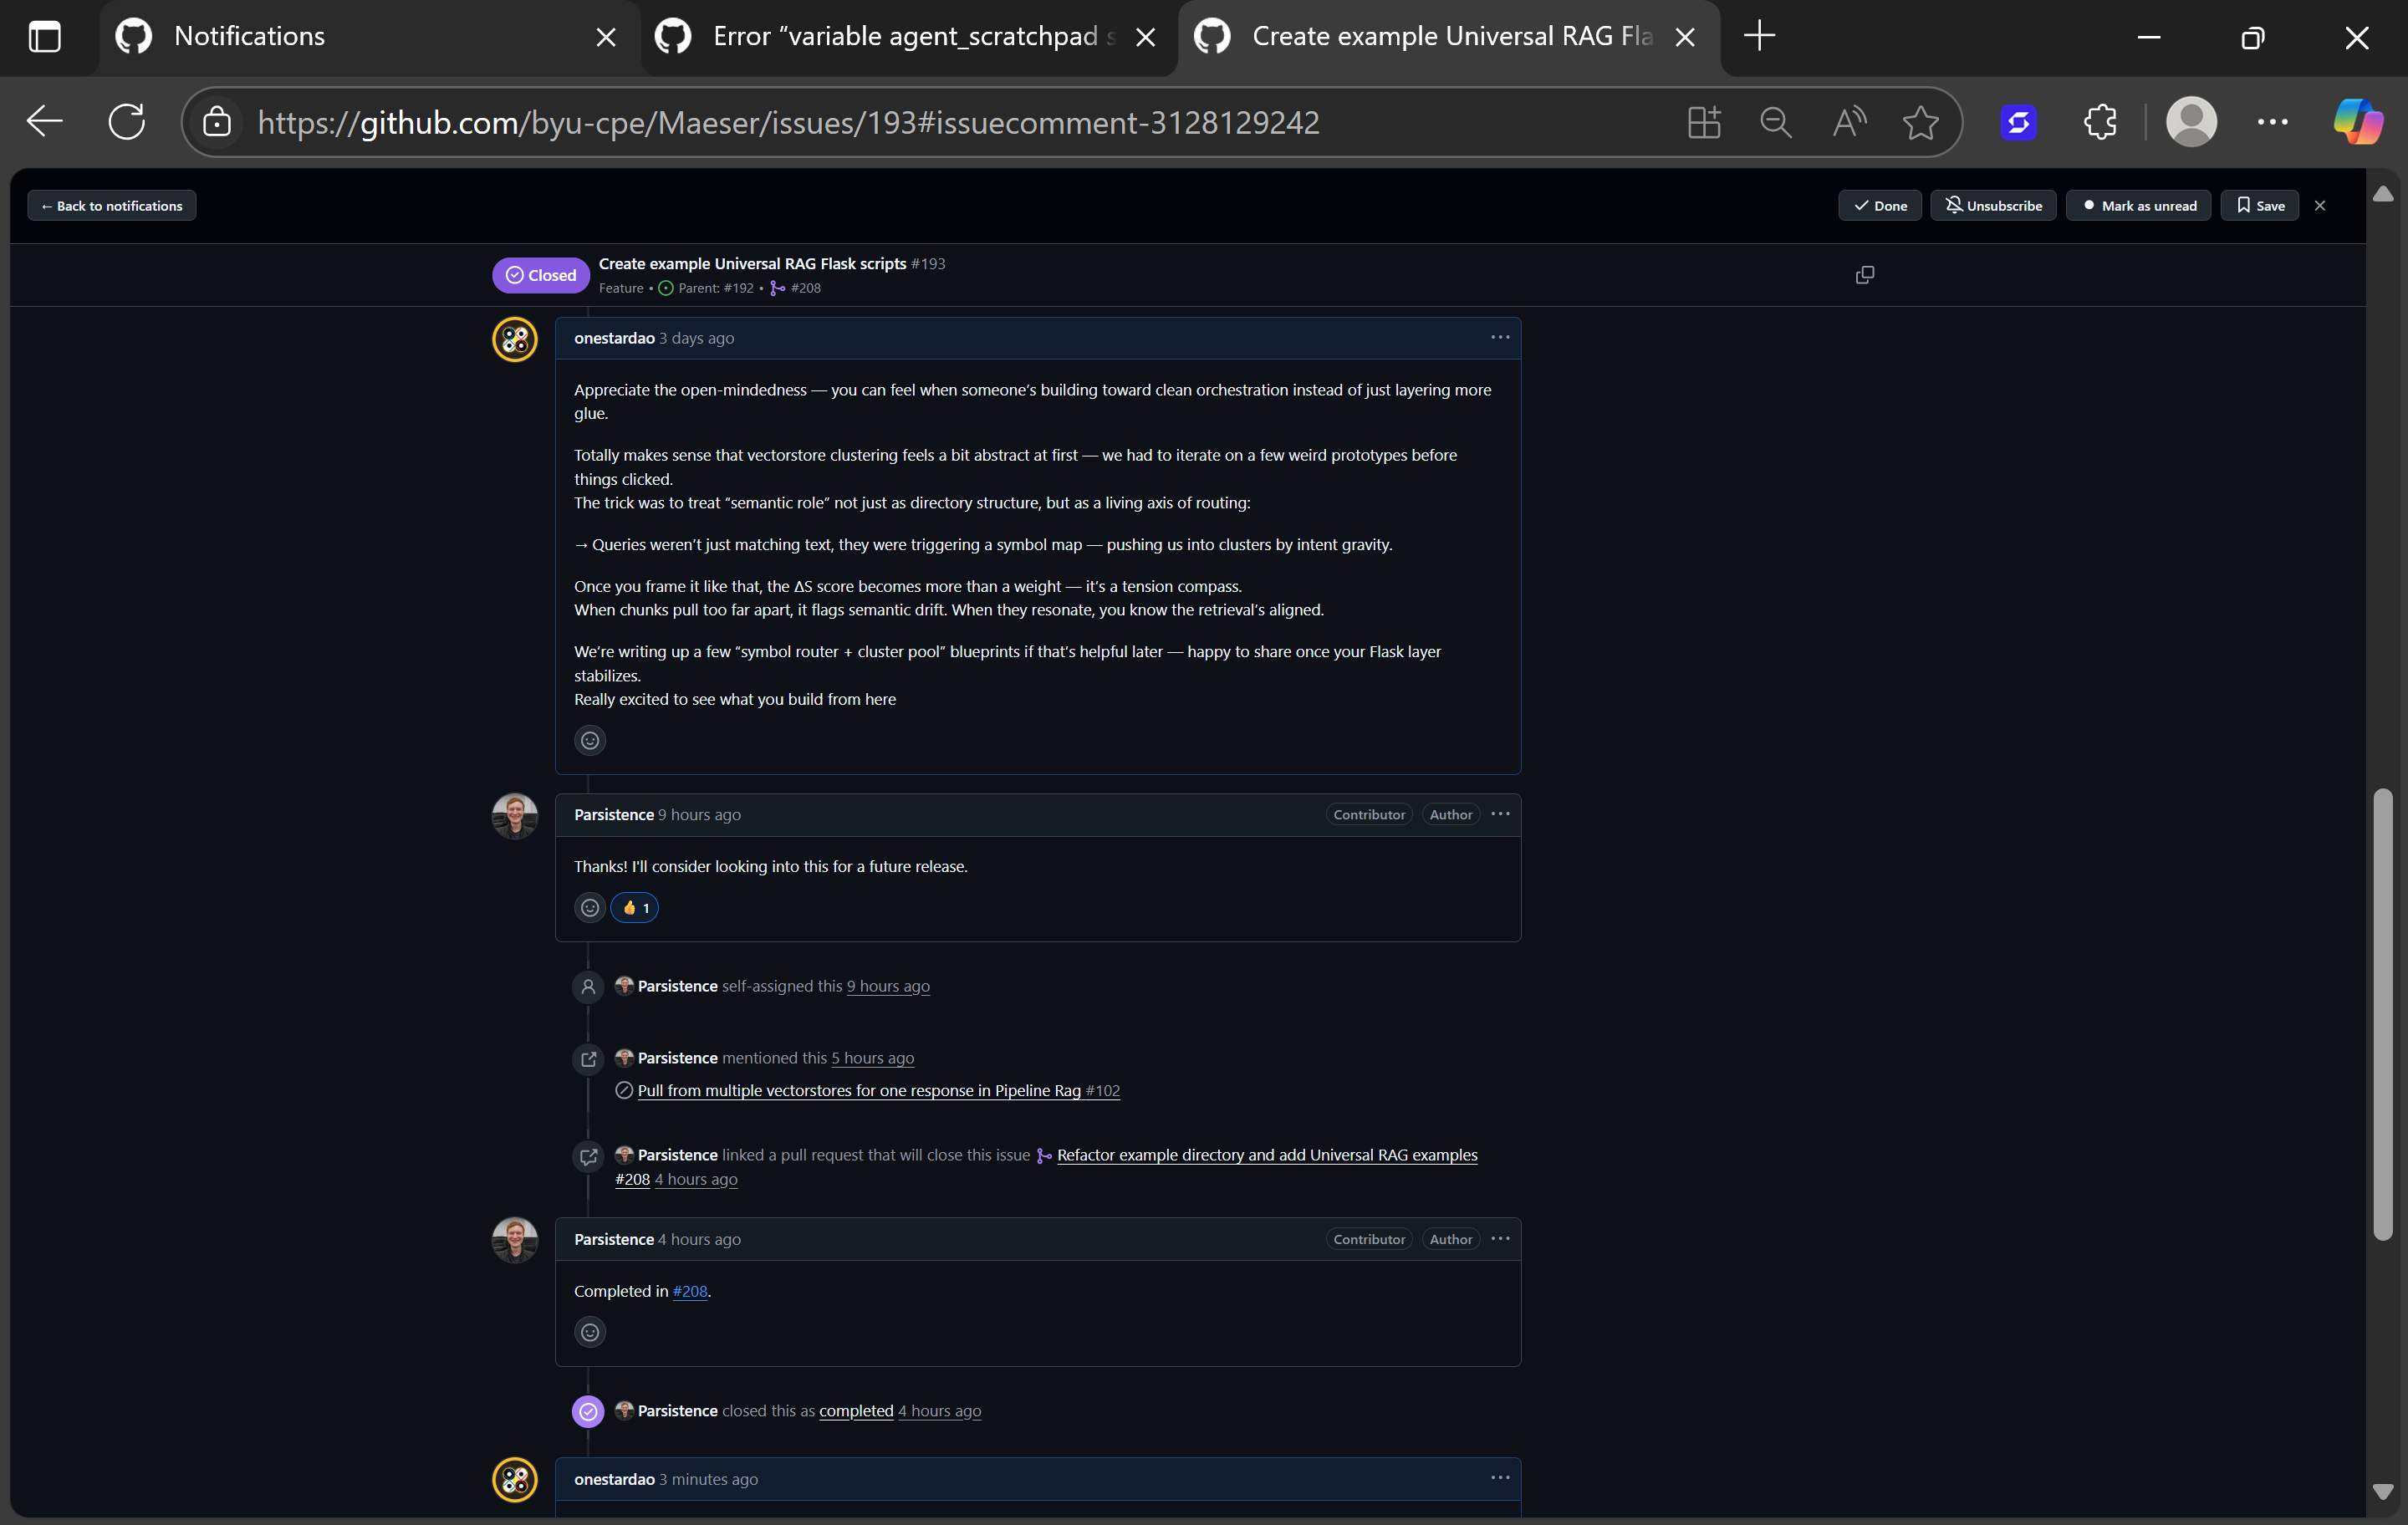 Notifications
Error “variable agent_scratchpad s
Create example Universal RAG Fla
https://github.com/byu-cpe/Maeser/issues/193#issuecomment-3128129242
← Back to notifications
Done
Unsubscribe
Mark as unread
Save
Closed
Create example Universal RAG Flask scripts #193
Feature • Parent: #192 • #208
onestardao 3 days ago
Appreciate the open-mindedness — you can feel when someone’s building toward clean orchestration instead of just layering more
glue.
Totally makes sense that vectorstore clustering feels a bit abstract at first — we had to iterate on a few weird prototypes before
things clicked.
The trick was to treat “semantic role” not just as directory structure, but as a living axis of routing:
→ Queries weren’t just matching text, they were triggering a symbol map — pushing us into clusters by intent gravity.
Once you frame it like that, the ΔS score becomes more than a weight — it’s a tension compass.
When chunks pull too far apart, it flags semantic drift. When they resonate, you know the retrieval’s aligned.
We’re writing up a few “symbol router + cluster pool” blueprints if that’s helpful later — happy to share once your Flask layer
stabilizes.
Really excited to see what you build from here
Parsistence 9 hours ago
Contributor
Author
Thanks! I'll consider looking into this for a future release.
👍 1
Parsistence self-assigned this 9 hours ago
Parsistence mentioned this 5 hours ago
Pull from multiple vectorstores for one response in Pipeline Rag #102
Parsistence linked a pull request that will close this issue Refactor example directory and add Universal RAG examples
#208 4 hours ago
Parsistence 4 hours ago
Contributor
Author
Completed in #208.
Parsistence closed this as completed 4 hours ago
onestardao 3 minutes ago